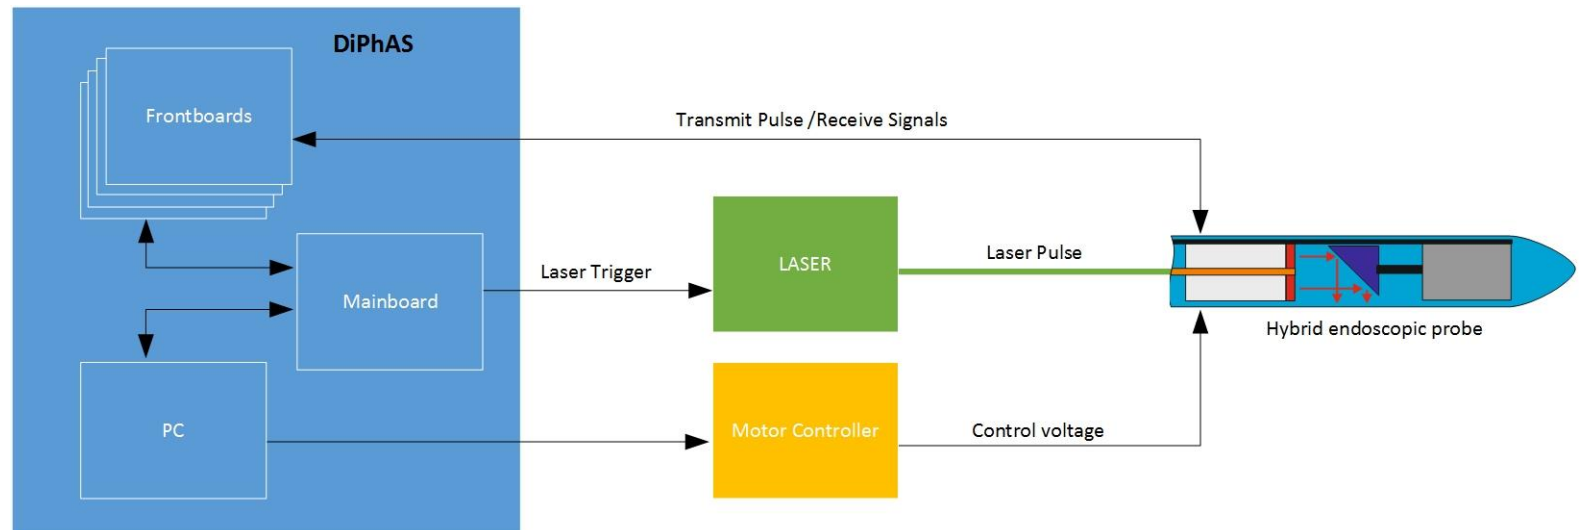 DiPhAS
Frontboards
Transmit Pulse /Receive Signals
Laser Pulse
LASER
Laser Trigger
Mainboard
Hybrid endoscopic probe
PC
Motor Controller
Control voltage